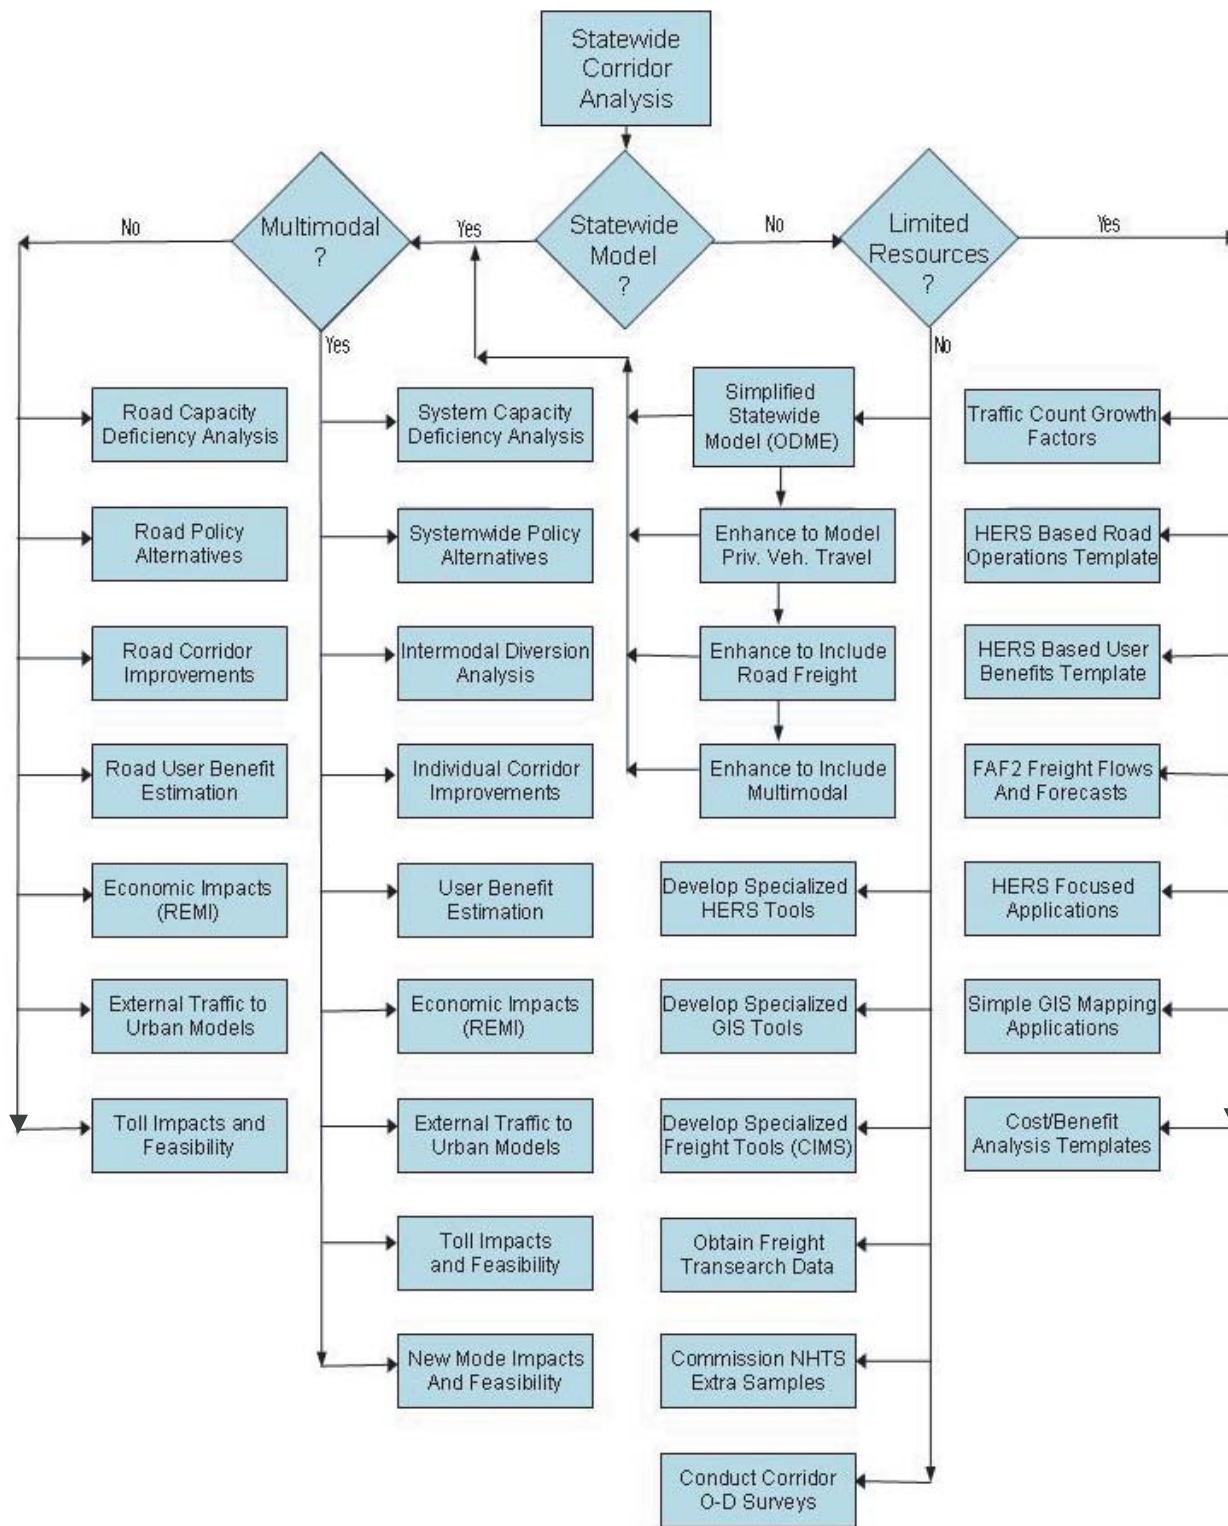 Statewide
Corridor
Analysis
No
Multimodal
?
Yes
Statewide
Model
?
No
Limited
Resources
?
Yes
Yes
No
Road Capacity
Deficiency Analysis
Road Policy
Alternatives
Road Corridor
Improvements
Road User Benefit
Estimation
Economic Impacts
(REMI)
External Traffic to
Urban Models
Toll Impacts and
Feasibility
System Capacity
Deficiency Analysis
Systemwide Policy
Alternatives
Intermodal Diversion
Analysis
Individual Corridor
Improvements
User Benefit
Estimation
Economic Impacts
(REMI)
External Traffic to
Urban Models
Toll Impacts
and Feasibility
New Mode Impacts
And Feasibility
Simplified
Statewide
Model (ODME)
Enhance to Model
Priv. Veh. Travel
Enhance to Include
Road Freight
Enhance to Include
Multimodal
Develop Specialized
HERS Tools
Develop Specialized
GIS Tools
Develop Specialized
Freight Tools (CIMS)
Obtain Freight
Transearch Data
Commission NHTS
Extra Samples
Conduct Corridor
O-D Surveys
Traffic Count Growth
Factors
HERS Based Road
Operations Template
HERS Based User
Benefits Template
FAF2 Freight Flows
And Forecasts
HERS Focused
Applications
Simple GIS Mapping
Applications
Cost/Benefit
Analysis Templates